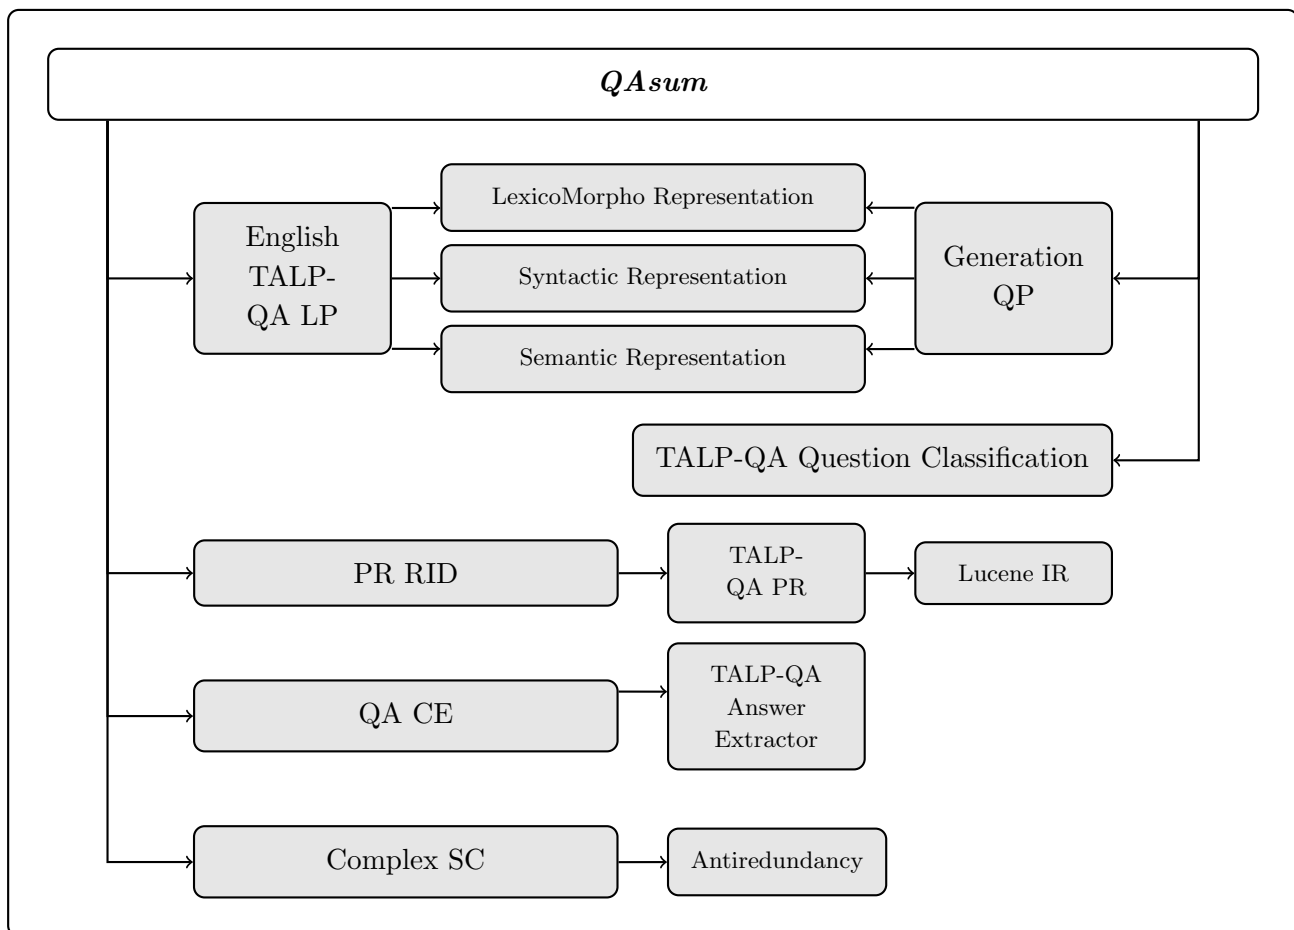 QAsum
LexicoMorpho Representation
English
TALP-
QA LP
Syntactic Representation
Generation
QP
Semantic Representation
TALP-QA Question Classification
PR RID
TALP-
QA PR
Lucene IR
QA CE
TALP-QA
Answer
Extractor
Complex SC
Antiredundancy